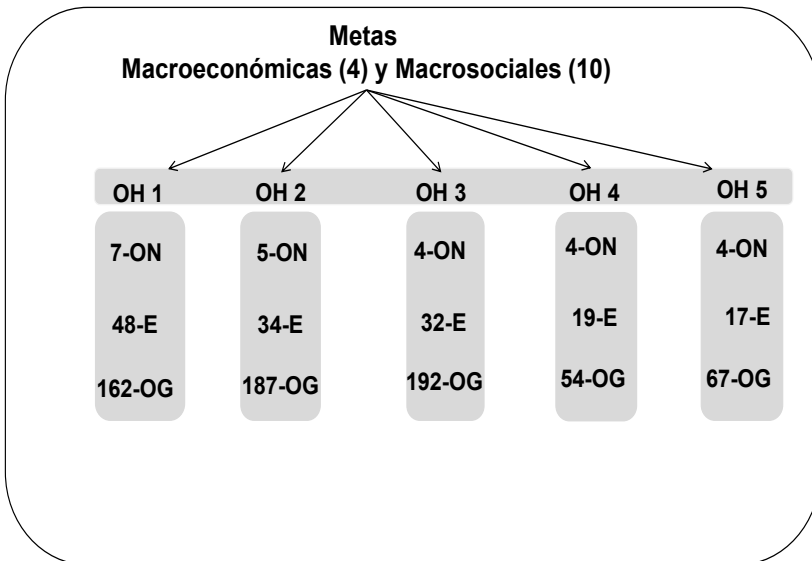 Metas
Macroeconómicas (4) y Macrosociales (10)
OH 1 OH 2 OH 3 OH 4 OH 5
7-ON 5-ON 4-ON 4-ON 4-ON
48-E 34-E 32-E 19-E 17-E
162-OG 187-OG 192-OG 54-OG 67-OG